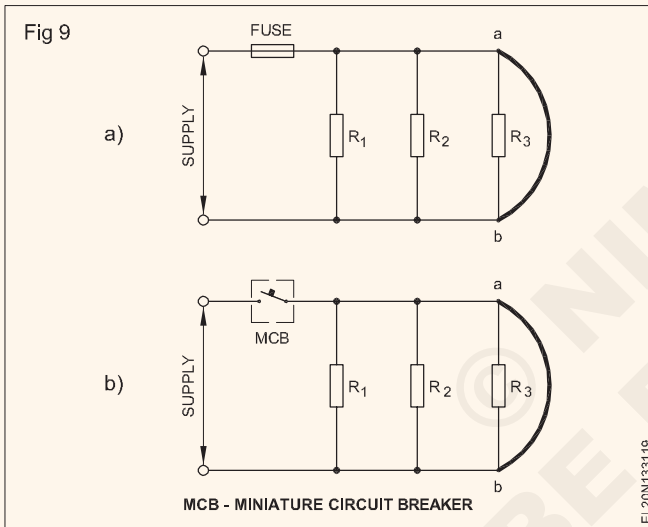 Fig 9
FUSE
a
a)
SUPPLY
R1
R2
R3
b
a
MCB
b)
SUPPLY
R1
R2
R3
b
MCB - MINIATURE CIRCUIT BREAKER
EL20N133119